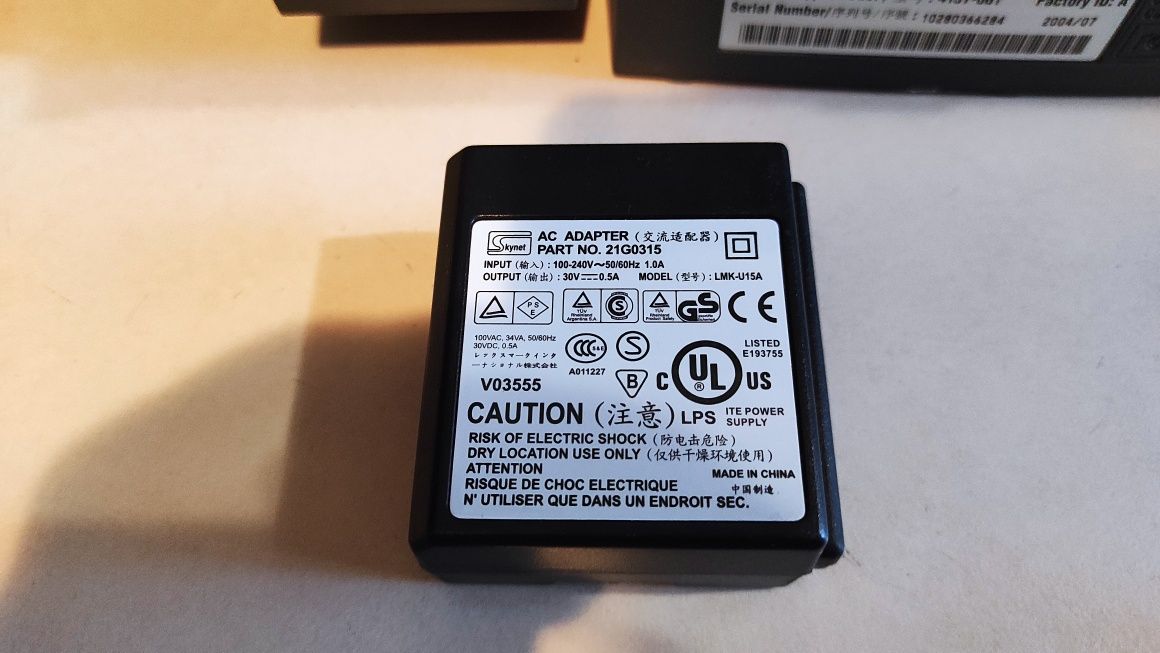 4131-001 Factory ID: A
Serial Number/序列号/序號: 10280366284 2004/07
Skynet
AC ADAPTER (交流适配器)
PART NO. 21G0315
INPUT (输入) : 100-240V～50/60Hz 1.0A
OUTPUT (输出) : 30V⎓0.5A MODEL (型号) : LMK-U15A
PS
E
TÜV
Rheinland
Argentina S.A
S
TÜV
Rheinland
Product Safety
GS
geprüfte
Sicherheit
CE
100VAC, 34VA, 50/60Hz
30VDC, 0.5A
レックスマークインタ
ーナショナル株式会社
CCC S&E
A011227
S
B
V03555
C UL ® US
LISTED
E193755
CAUTION (注意) LPS ITE POWER
SUPPLY
RISK OF ELECTRIC SHOCK (防电击危险)
DRY LOCATION USE ONLY (仅供干燥环境使用)
ATTENTION
MADE IN CHINA
RISQUE DE CHOC ELECTRIQUE
中国制造
N' UTILISER QUE DANS UN ENDROIT SEC.